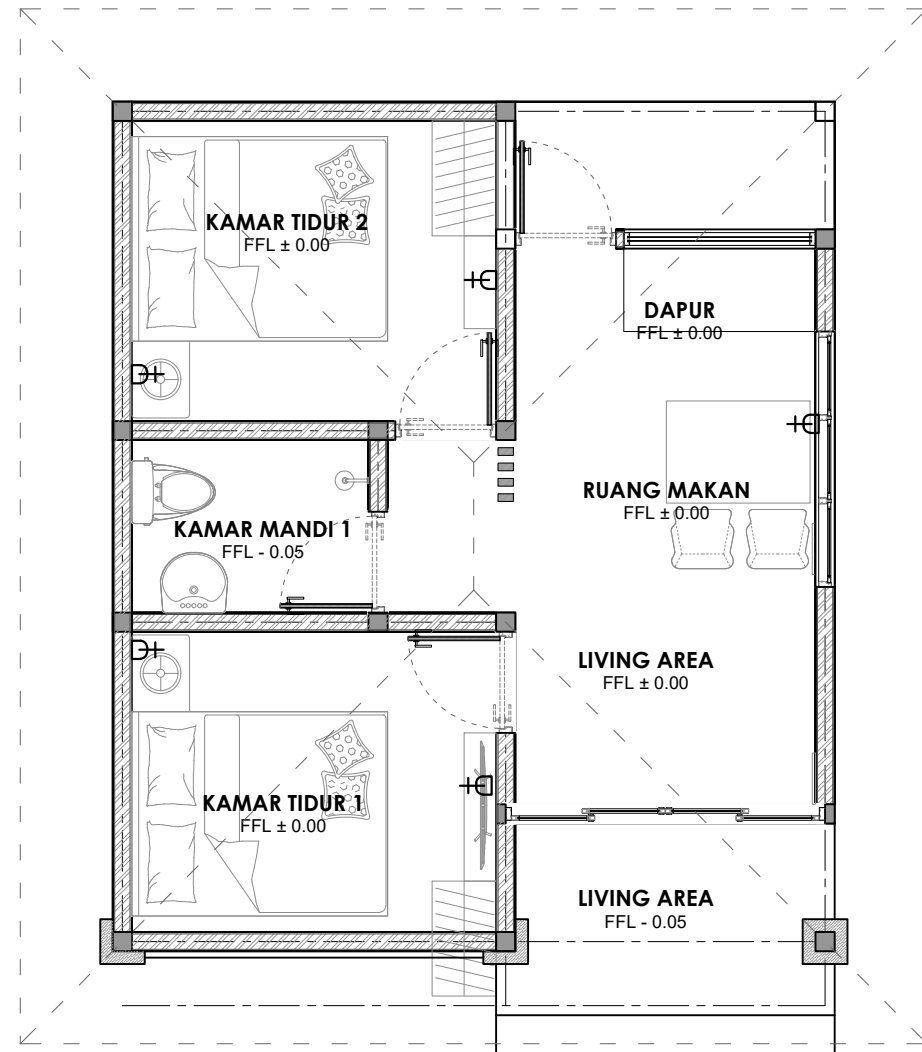 KAMAR TIDUR 2
FFL ± 0.00
DAPUR
FFL ± 0.00
RUANG MAKAN
FFL ± 0.00
KAMAR MANDI 1
FFL - 0.05
LIVING AREA
FFL ± 0.00
KAMAR TIDUR 1
FFL ± 0.00
LIVING AREA
FFL - 0.05